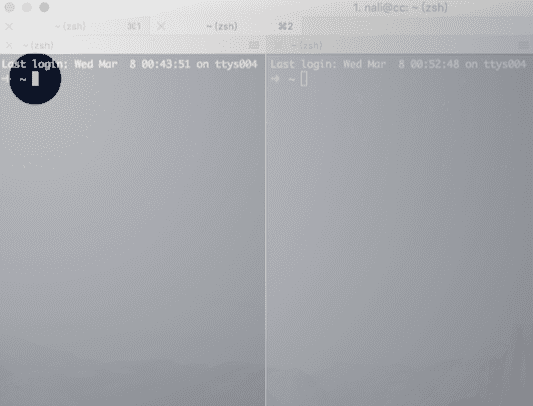 1. nali@cc: ~ (zsh)
~ (zsh) ⌘1 ~ (zsh) ⌘2
~ (zsh) ~ (zsh)
Last login: Wed Mar  8 00:43:51 on ttys004
➜ ~
Last login: Wed Mar  8 00:52:48 on ttys004
➜ ~